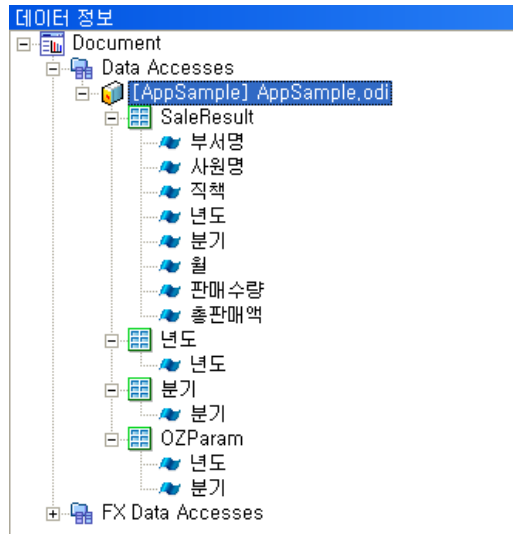 데이터 정보
Document
Data Accesses
[AppSample] AppSample.odi
SaleResult
부서명
사원명
직책
년도
분기
월
판매수량
총판매액
년도
년도
분기
분기
OZParam
년도
분기
FX Data Accesses